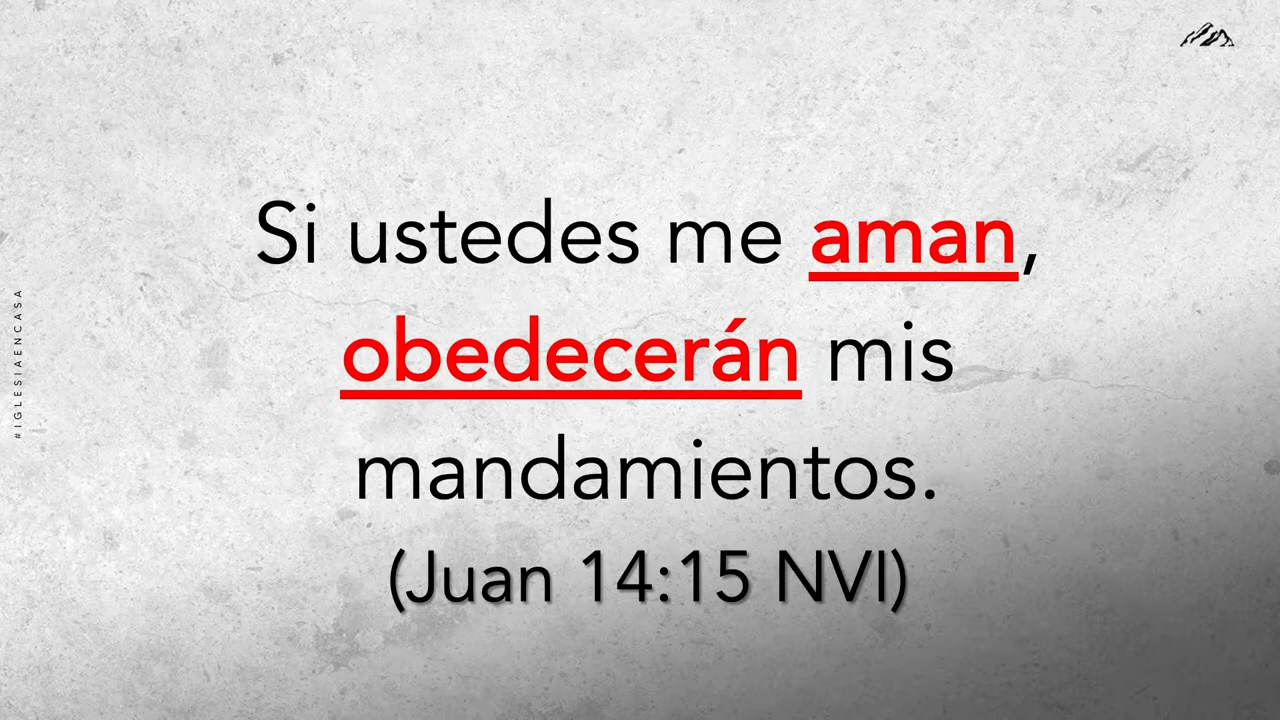 Si ustedes me aman,
obedecerán mis
mandamientos.
(Juan 14:15 NVI)
#IGLESIAENCASA